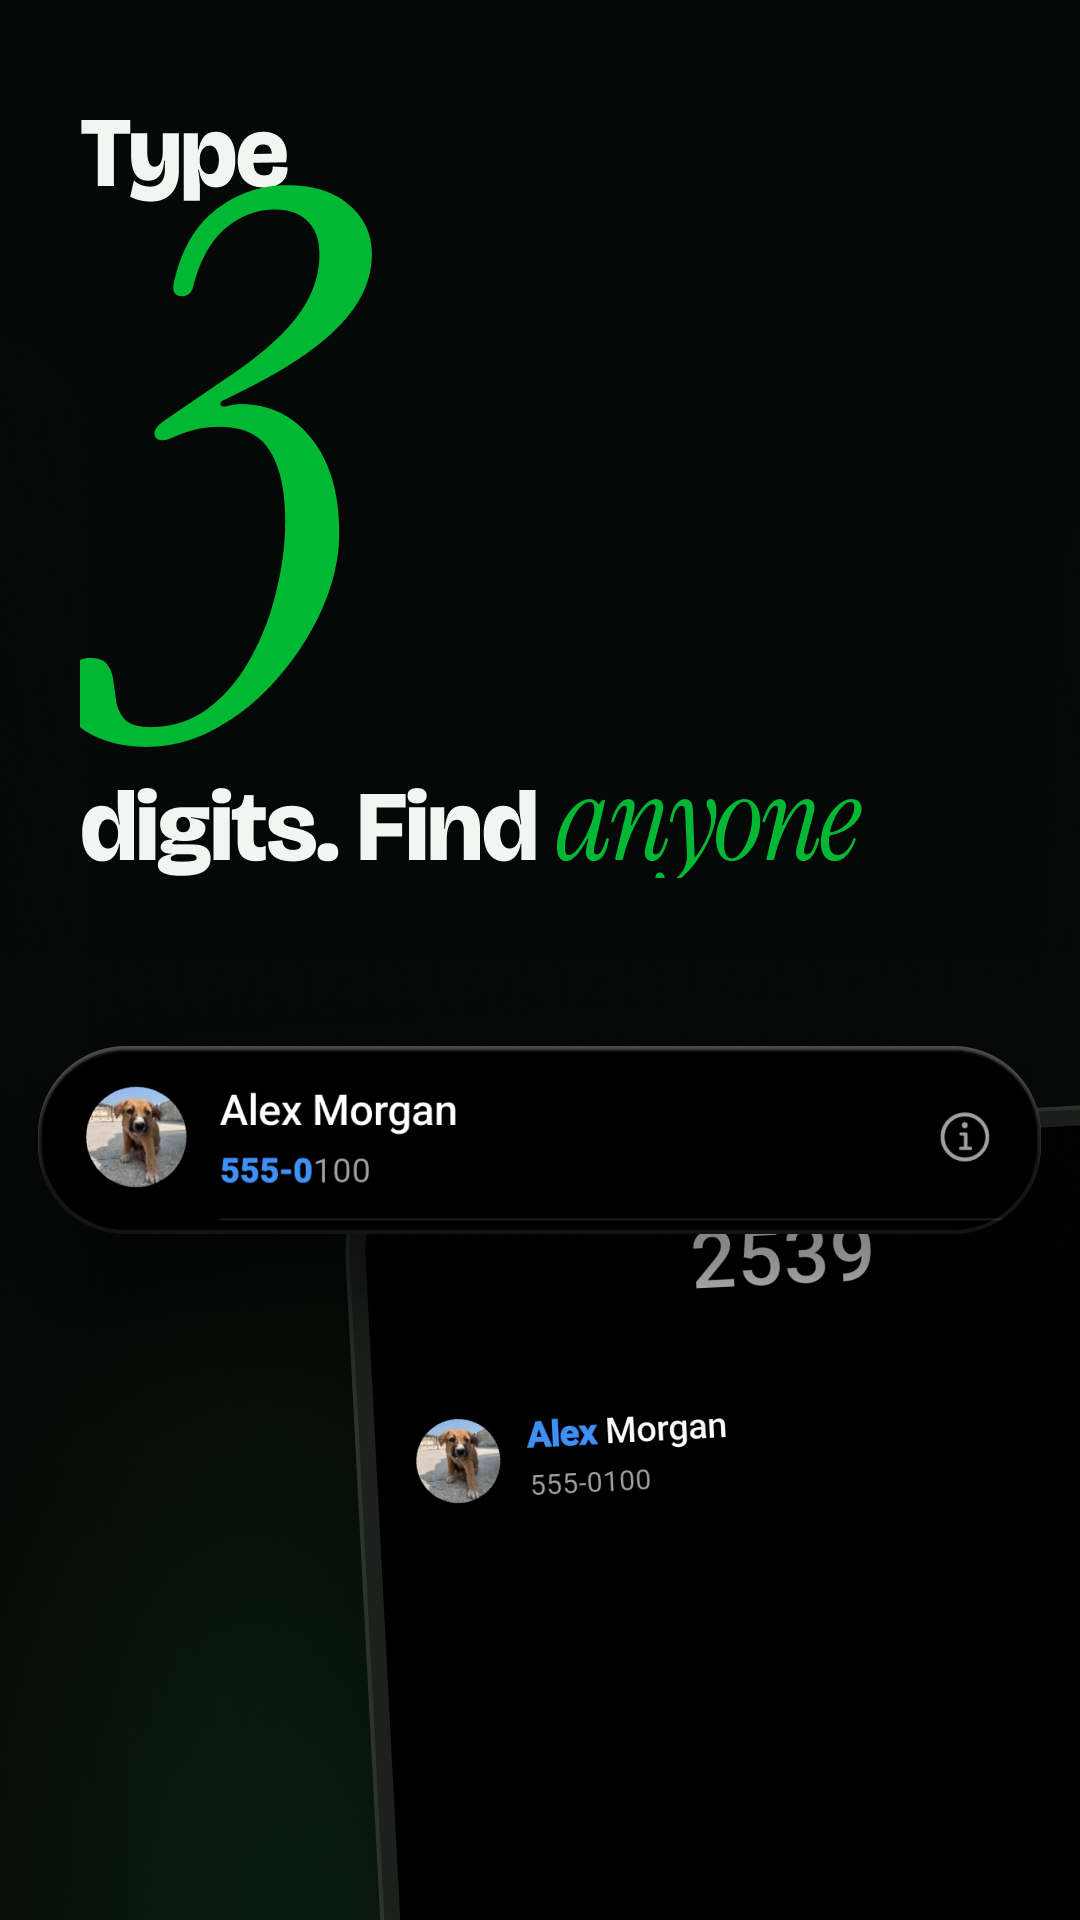 Type
3
digits. Find anyone
Alex Morgan
555-0100
2539
Alex Morgan
555-0100